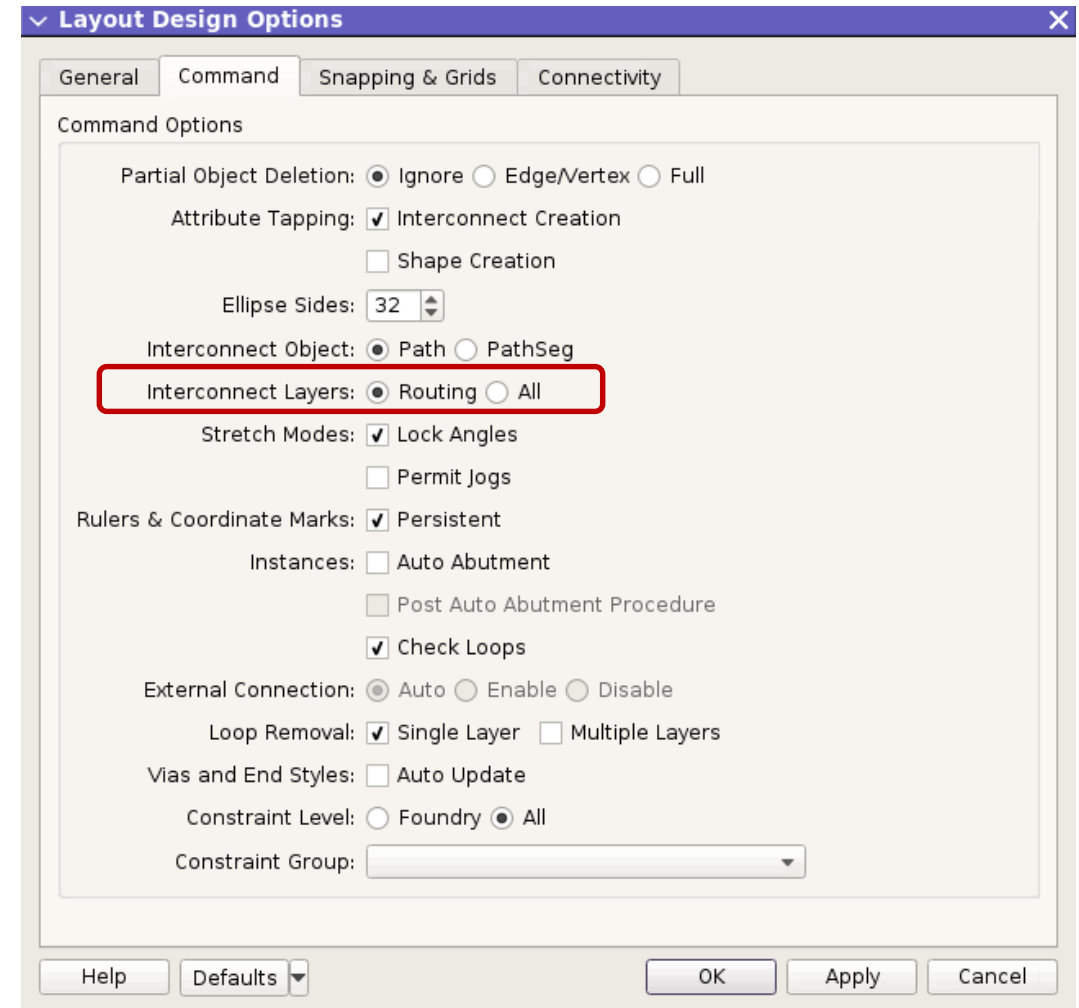 Layout Design Options
General Command Snapping & Grids Connectivity
Command Options
Partial Object Deletion: Ignore Edge/Vertex Full
Attribute Tapping: Interconnect Creation
Shape Creation
Ellipse Sides: 32
Interconnect Object: Path PathSeg
Interconnect Layers: Routing All
Stretch Modes: Lock Angles
Permit Jogs
Rulers & Coordinate Marks: Persistent
Instances: Auto Abutment
Post Auto Abutment Procedure
Check Loops
External Connection: Auto Enable Disable
Loop Removal: Single Layer Multiple Layers
Vias and End Styles: Auto Update
Constraint Level: Foundry All
Constraint Group:
Help Defaults OK Apply Cancel